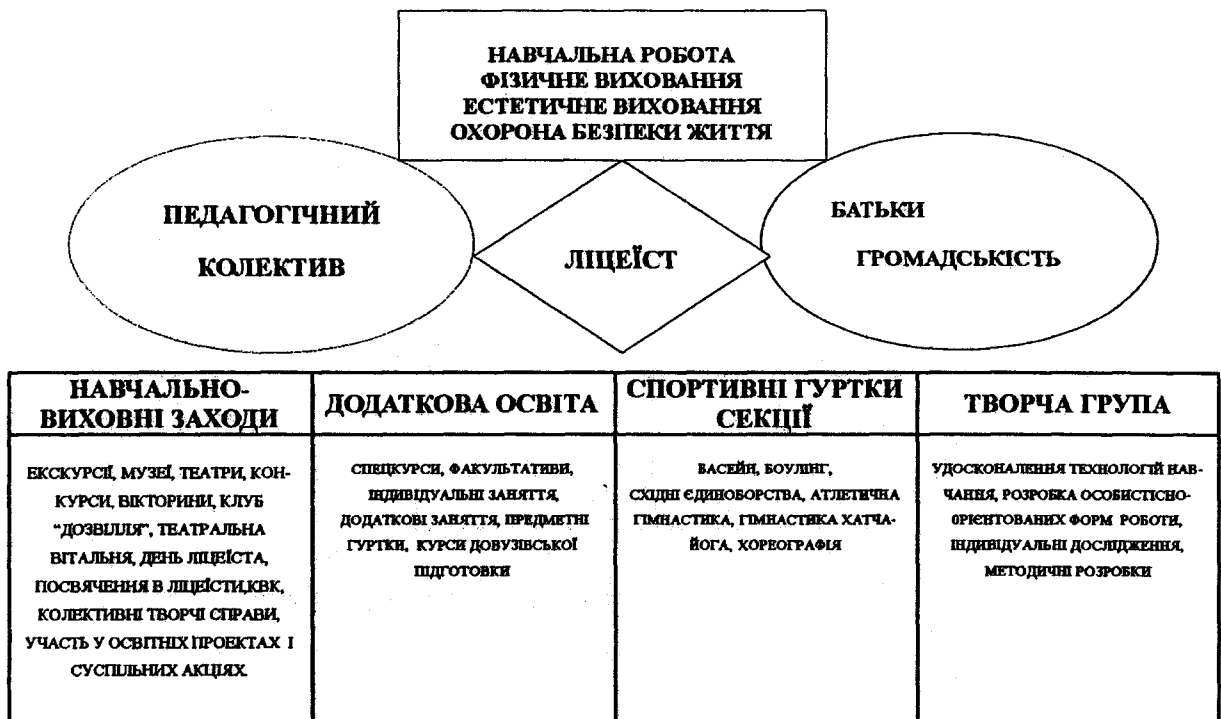 НАВЧАЛЬНА РОБОТА
ФІЗИЧНЕ ВИХОВАННЯ
ЕСТЕТИЧНЕ ВИХОВАННЯ
ОХОРОНА БЕЗПЕКИ ЖИТТЯ
ПЕДАГОГІЧНИЙ
КОЛЕКТИВ
ЛІЦЕЇСТ
БАТЬКИ
ГРОМАДСЬКІСТЬ
НАВЧАЛЬНО-
ВИХОВНІ ЗАХОДИ
ЕКСКУРСІЇ, МУЗЕЇ, ТЕАТРИ, КОН-
КУРСИ, ВІКТОРИНИ, КЛУБ
"ДОЗВІЛЛЯ", ТЕАТРАЛЬНА
ВІТАЛЬНЯ, ДЕНЬ ЛІЦЕЇСТА,
ПОСВЯЧЕННЯ В ЛІЦЕЇСТИ,КВК,
КОЛЕКТИВНІ ТВОРЧІ СПРАВИ,
УЧАСТЬ У ОСВІТНІХ ПРОЕКТАХ І
СУСПІЛЬНИХ АКЦІЯХ.
ДОДАТКОВА ОСВІТА
СПЕЦКУРСИ, ФАКУЛЬТАТИВИ,
ІНДИВІДУАЛЬНІ ЗАНЯТТЯ,
ДОДАТКОВІ ЗАНЯТТЯ, ПРЕДМЕТНІ
ГУРТКИ, КУРСИ ДОВУЗІВСЬКОЇ
ПІДГОТОВКИ
СПОРТИВНІ ГУРТКИ
СЕКЦІЇ
БАСЕЙН, БОУЛІНГ,
СХІДНІ ЄДИНОБОРСТВА, АТЛЕТИЧНА
ГІМНАСТИКА, ГІМНАСТИКА ХАТЧА-
ЙОГА, ХОРЕОГРАФІЯ
ТВОРЧА ГРУПА
УДОСКОНАЛЕННЯ ТЕХНОЛОГІЙ НАВ-
ЧАННЯ, РОЗРОБКА ОСОБИСТІСНО-
ОРІЄНТОВАНИХ ФОРМ РОБОТИ,
ІНДИВІДУАЛЬНІ ДОСЛІДЖЕННЯ,
МЕТОДИЧНІ РОЗРОБКИ